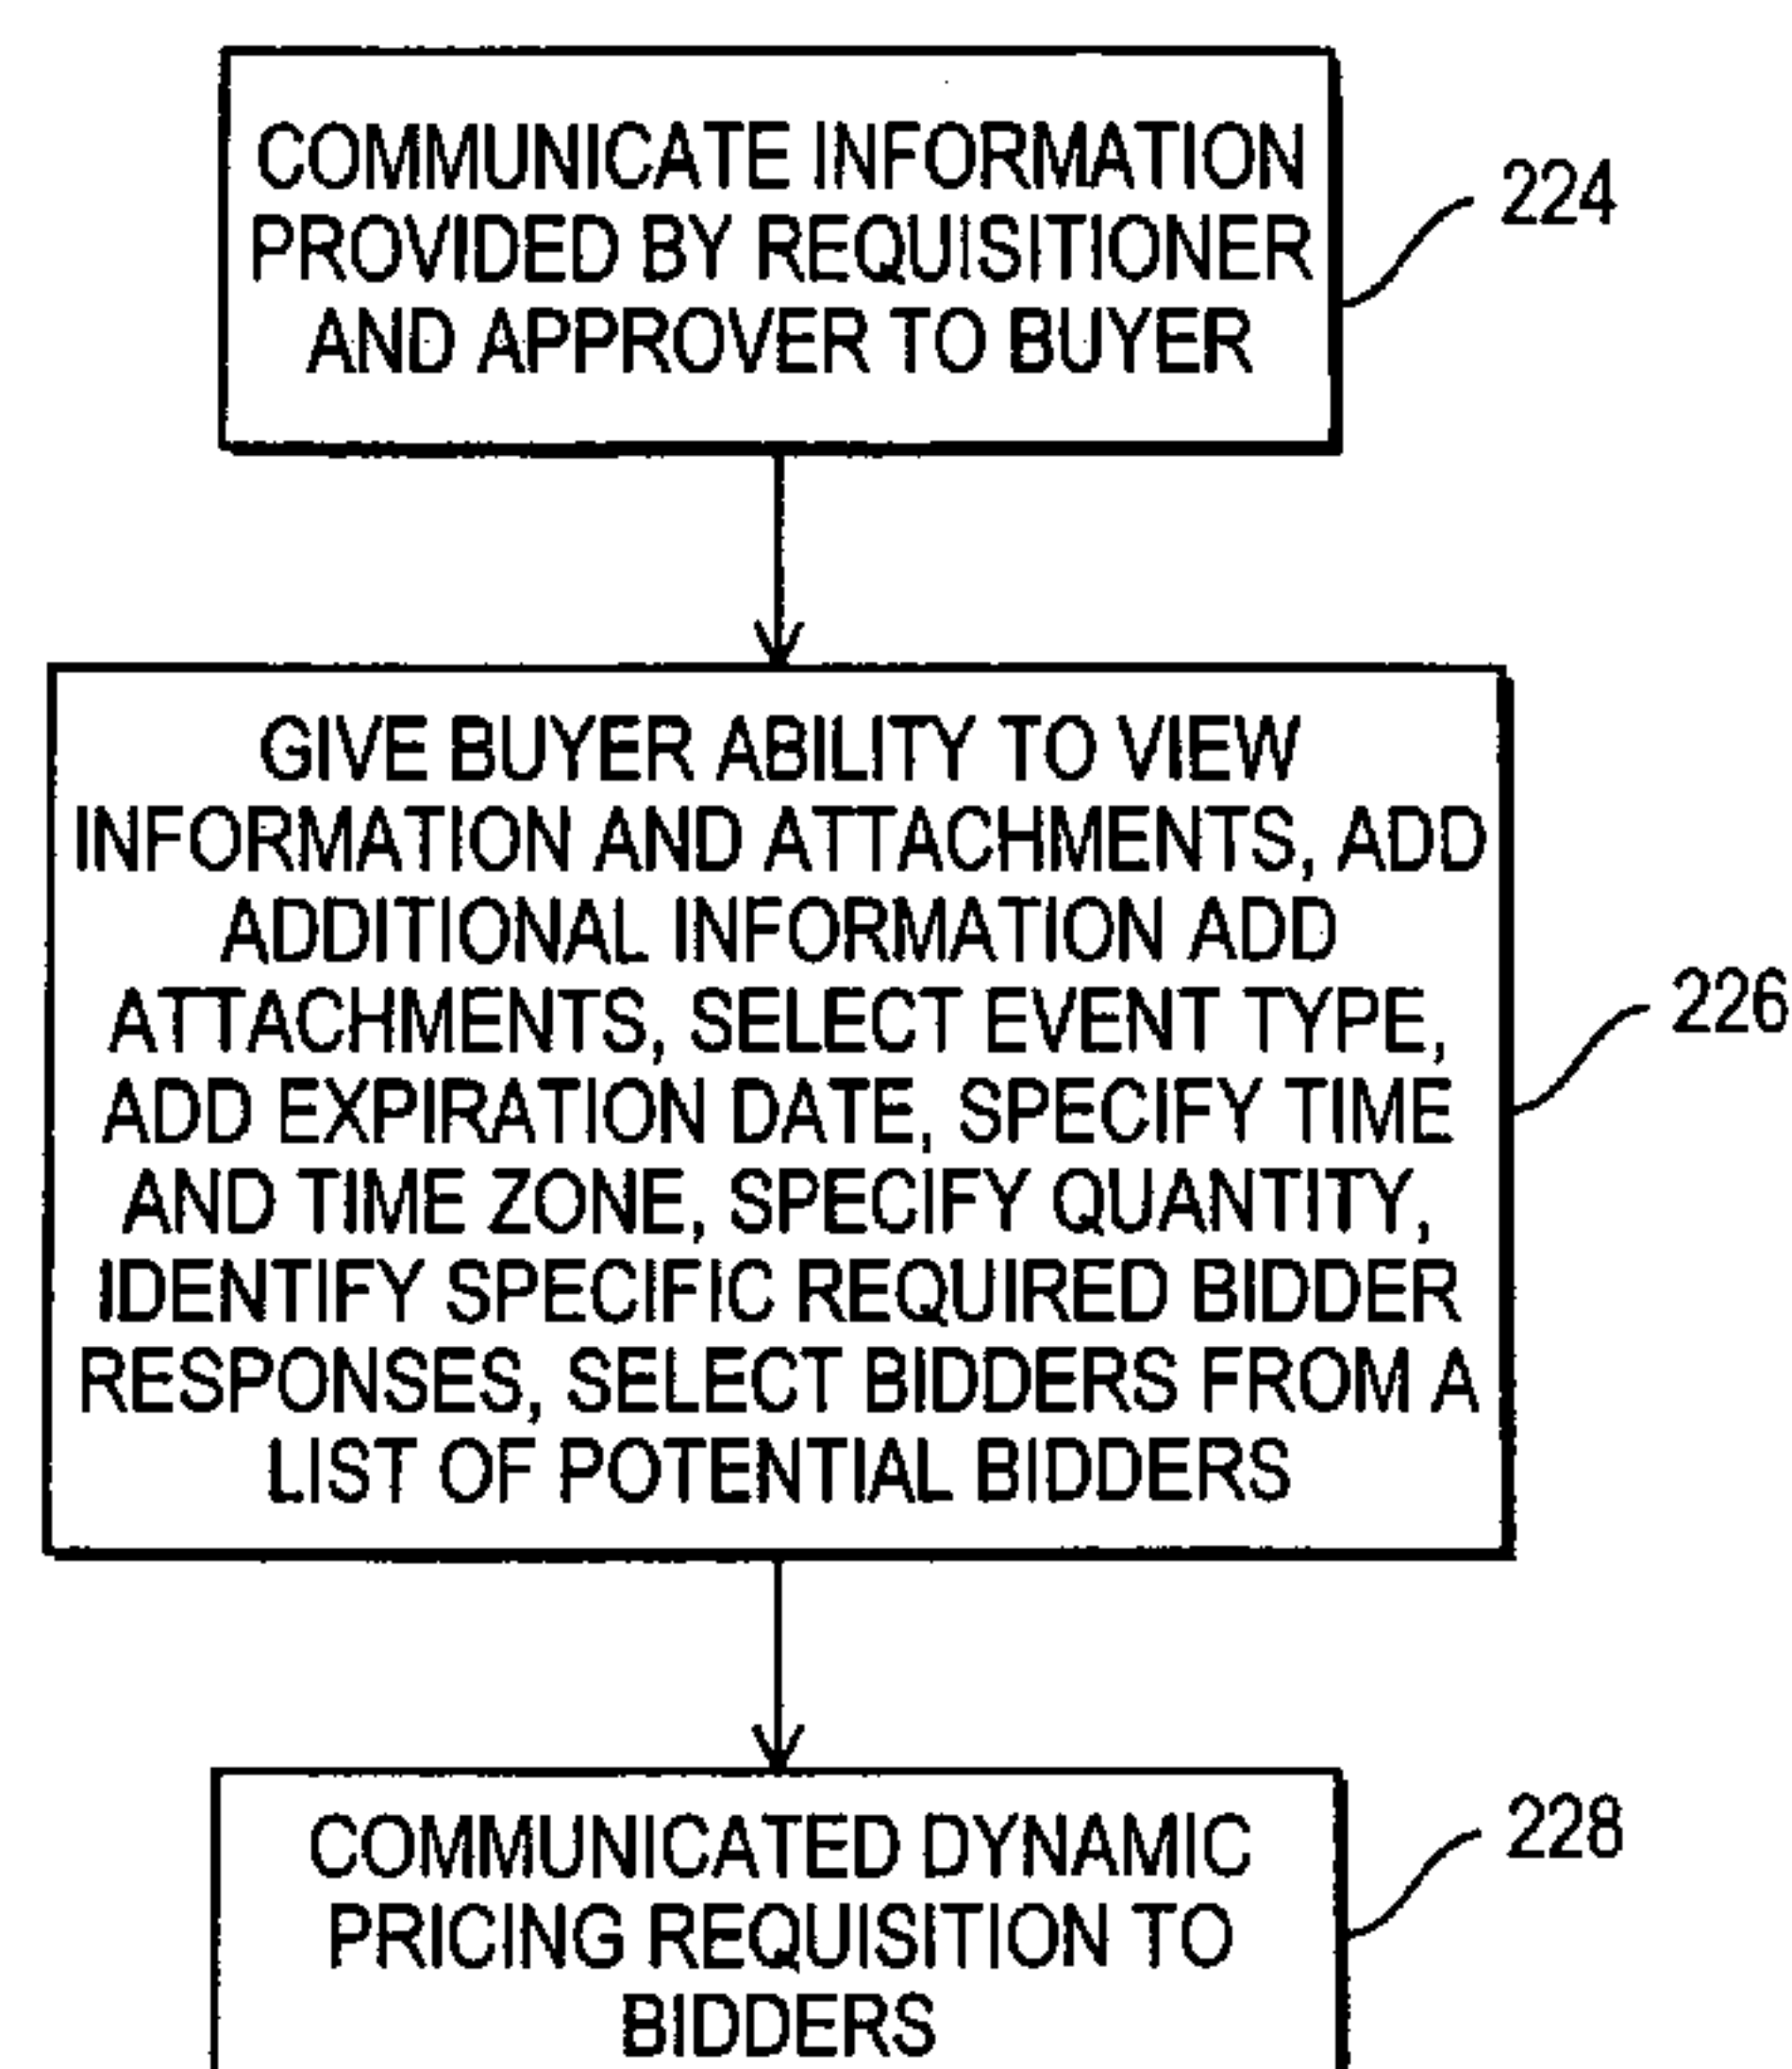 COMMUNICATE INFORMATION
PROVIDED BY REQUISITIONER
AND APPROVER TO BUYER
224
GIVE BUYER ABILITY TO VIEW
INFORMATION AND ATTACHMENTS, ADD
ADDITIONAL INFORMATION ADD
ATTACHMENTS, SELECT EVENT TYPE,
ADD EXPIRATION DATE, SPECIFY TIME
AND TIME ZONE, SPECIFY QUANTITY,
IDENTIFY SPECIFIC REQUIRED BIDDER
RESPONSES, SELECT BIDDERS FROM A
LIST OF POTENTIAL BIDDERS
226
COMMUNICATED DYNAMIC
PRICING REQUISITION TO
BIDDERS
228